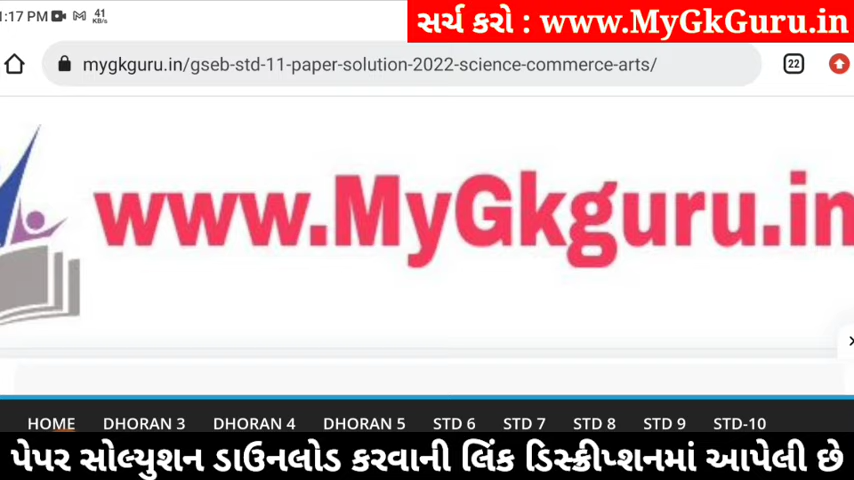 :17 PM 41 KB/s
સર્ચ કરો : www.MyGkGuru.in
mygkguru.in/gseb-std-11-paper-solution-2022-science-commerce-arts/ 22
www.MyGkguru.in
HOME DHORAN 3 DHORAN 4 DHORAN 5 STD 6 STD 7 STD 8 STD 9 STD-10
પેપર સોલ્યુશન ડાઉનલોડ કરવાની લિંક ડિસ્ક્રીપ્શનમાં આપેલી છે